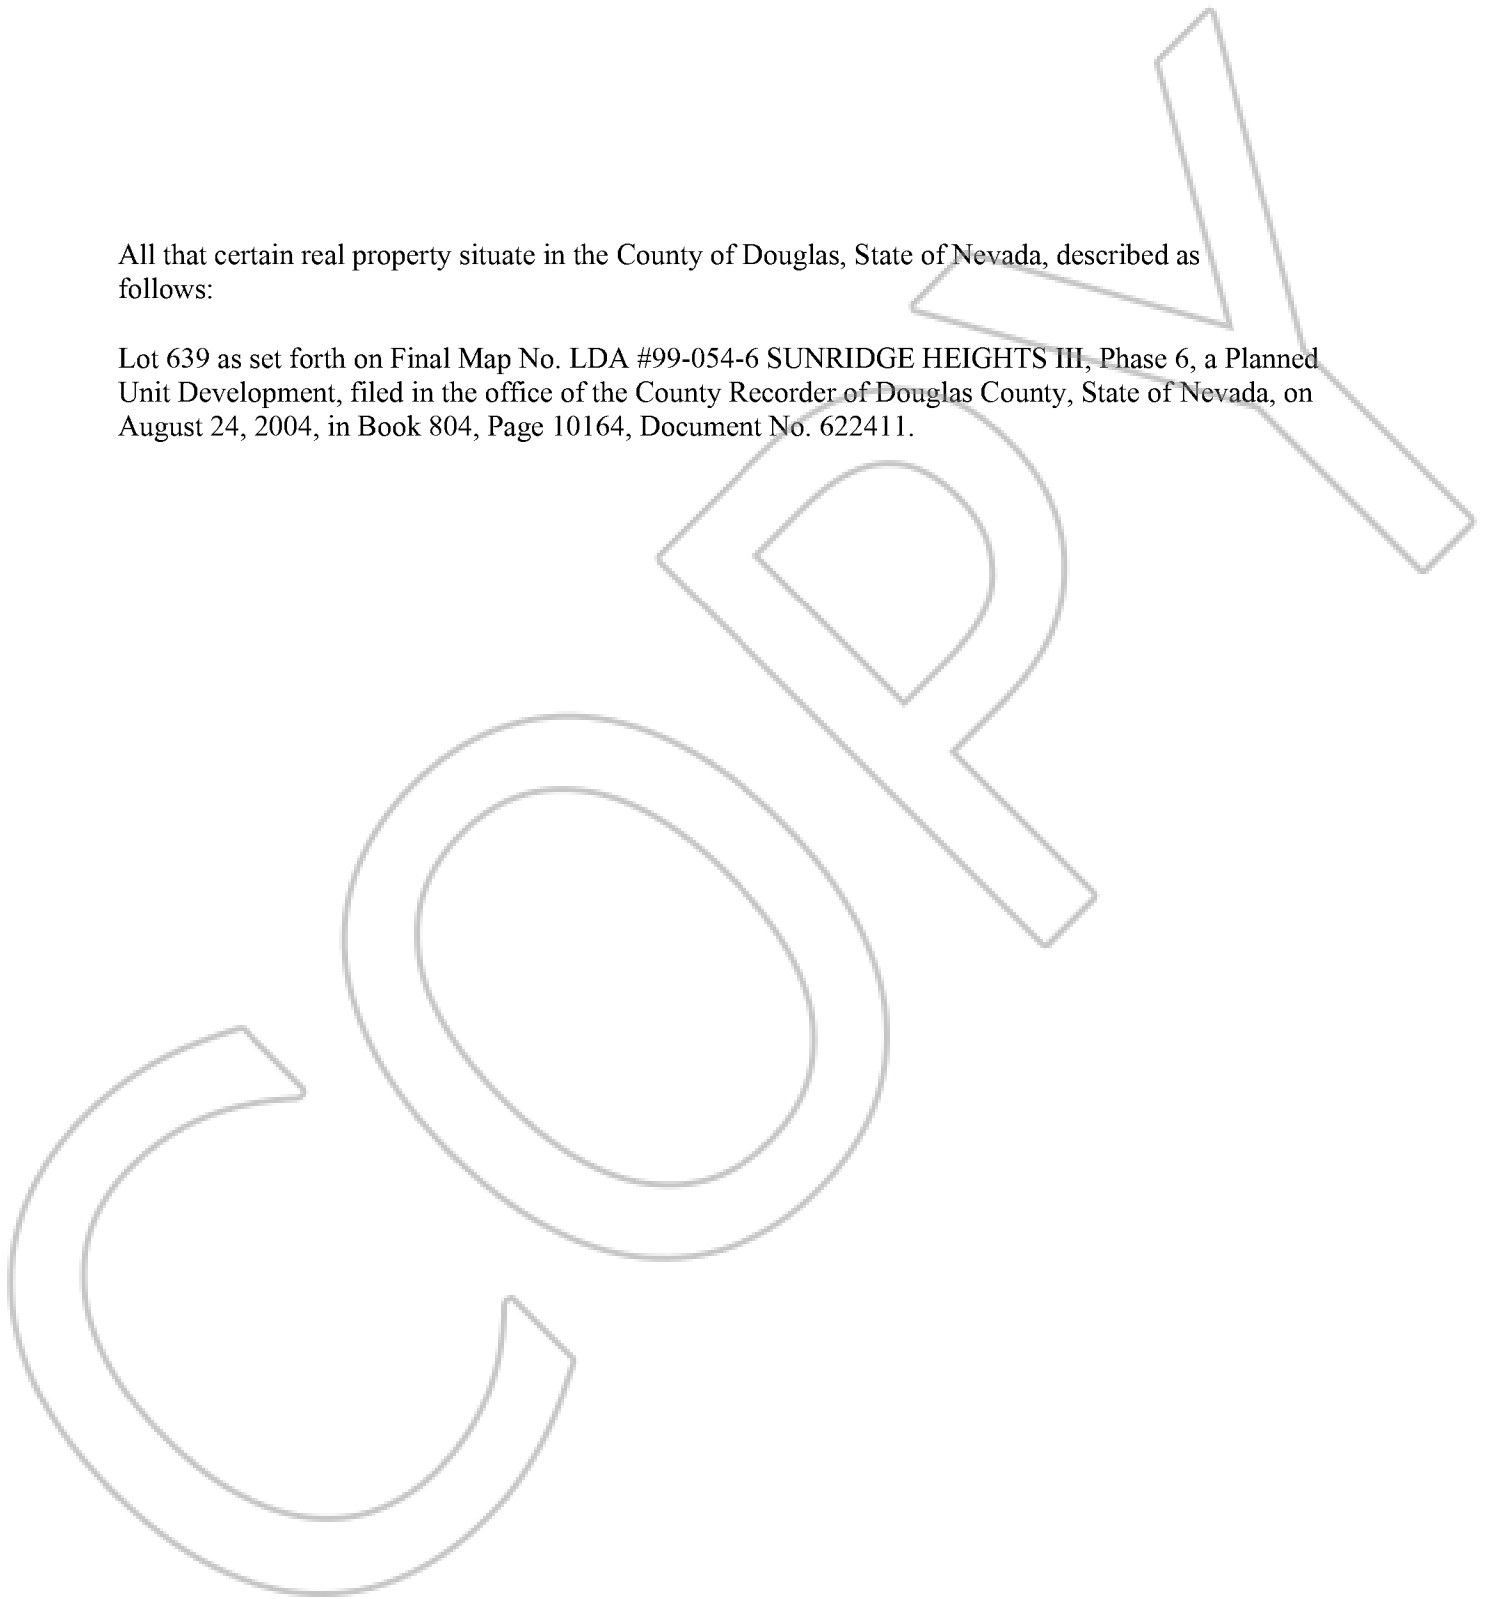 All that certain real property situate in the County of Douglas, State of Nevada, described as
follows:
Lot 639 as set forth on Final Map No. LDA #99-054-6 SUNRIDGE HEIGHTS III, Phase 6, a Planned
Unit Development, filed in the office of the County Recorder of Douglas County, State of Nevada, on
August 24, 2004, in Book 804, Page 10164, Document No. 622411.
COPY